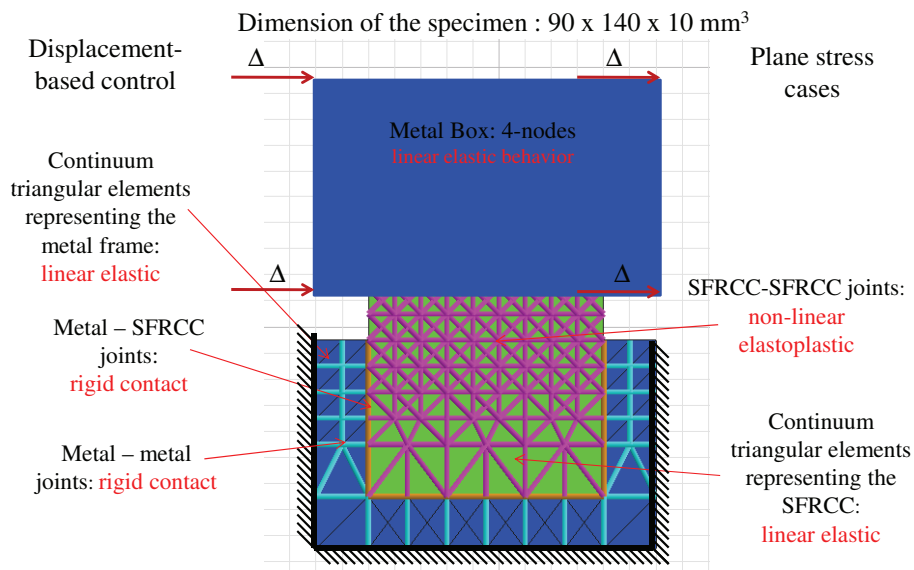 Dimension of the specimen : 90 x 140 x 10 mm³
Displacement-
based control
Δ
Δ
Plane stress
cases
Metal Box: 4-nodes
linear elastic behavior
Continuum
triangular elements
representing the
metal frame:
linear elastic
Δ
Δ
SFRCC-SFRCC joints:
non-linear
elastoplastic
Metal – SFRCC
joints:
rigid contact
Metal – metal
joints: rigid contact
Continuum
triangular elements
representing the
SFRCC:
linear elastic